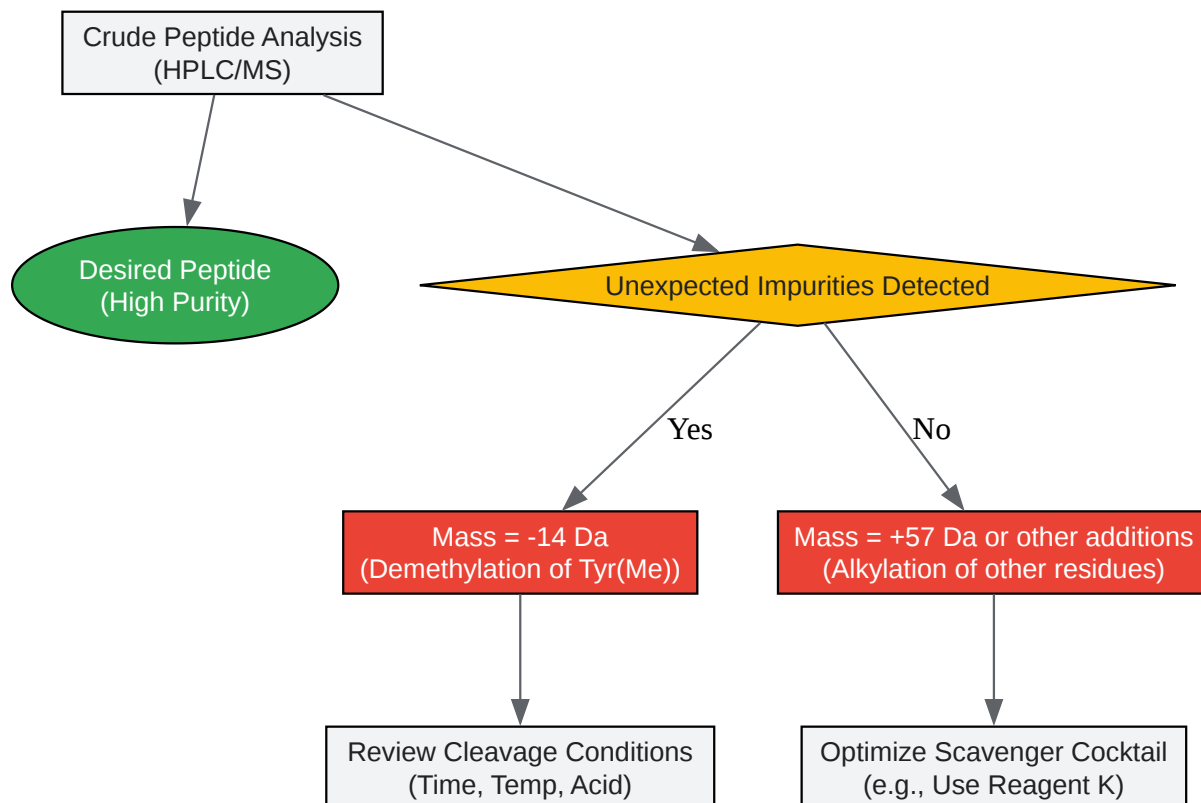 Crude Peptide Analysis
(HPLC/MS)
Desired Peptide
(High Purity)
Unexpected Impurities Detected
Yes
No
Mass = -14 Da
(Demethylation of Tyr(Me))
Mass = +57 Da or other additions
(Alkylation of other residues)
Review Cleavage Conditions
(Time, Temp, Acid)
Optimize Scavenger Cocktail
(e.g., Use Reagent K)